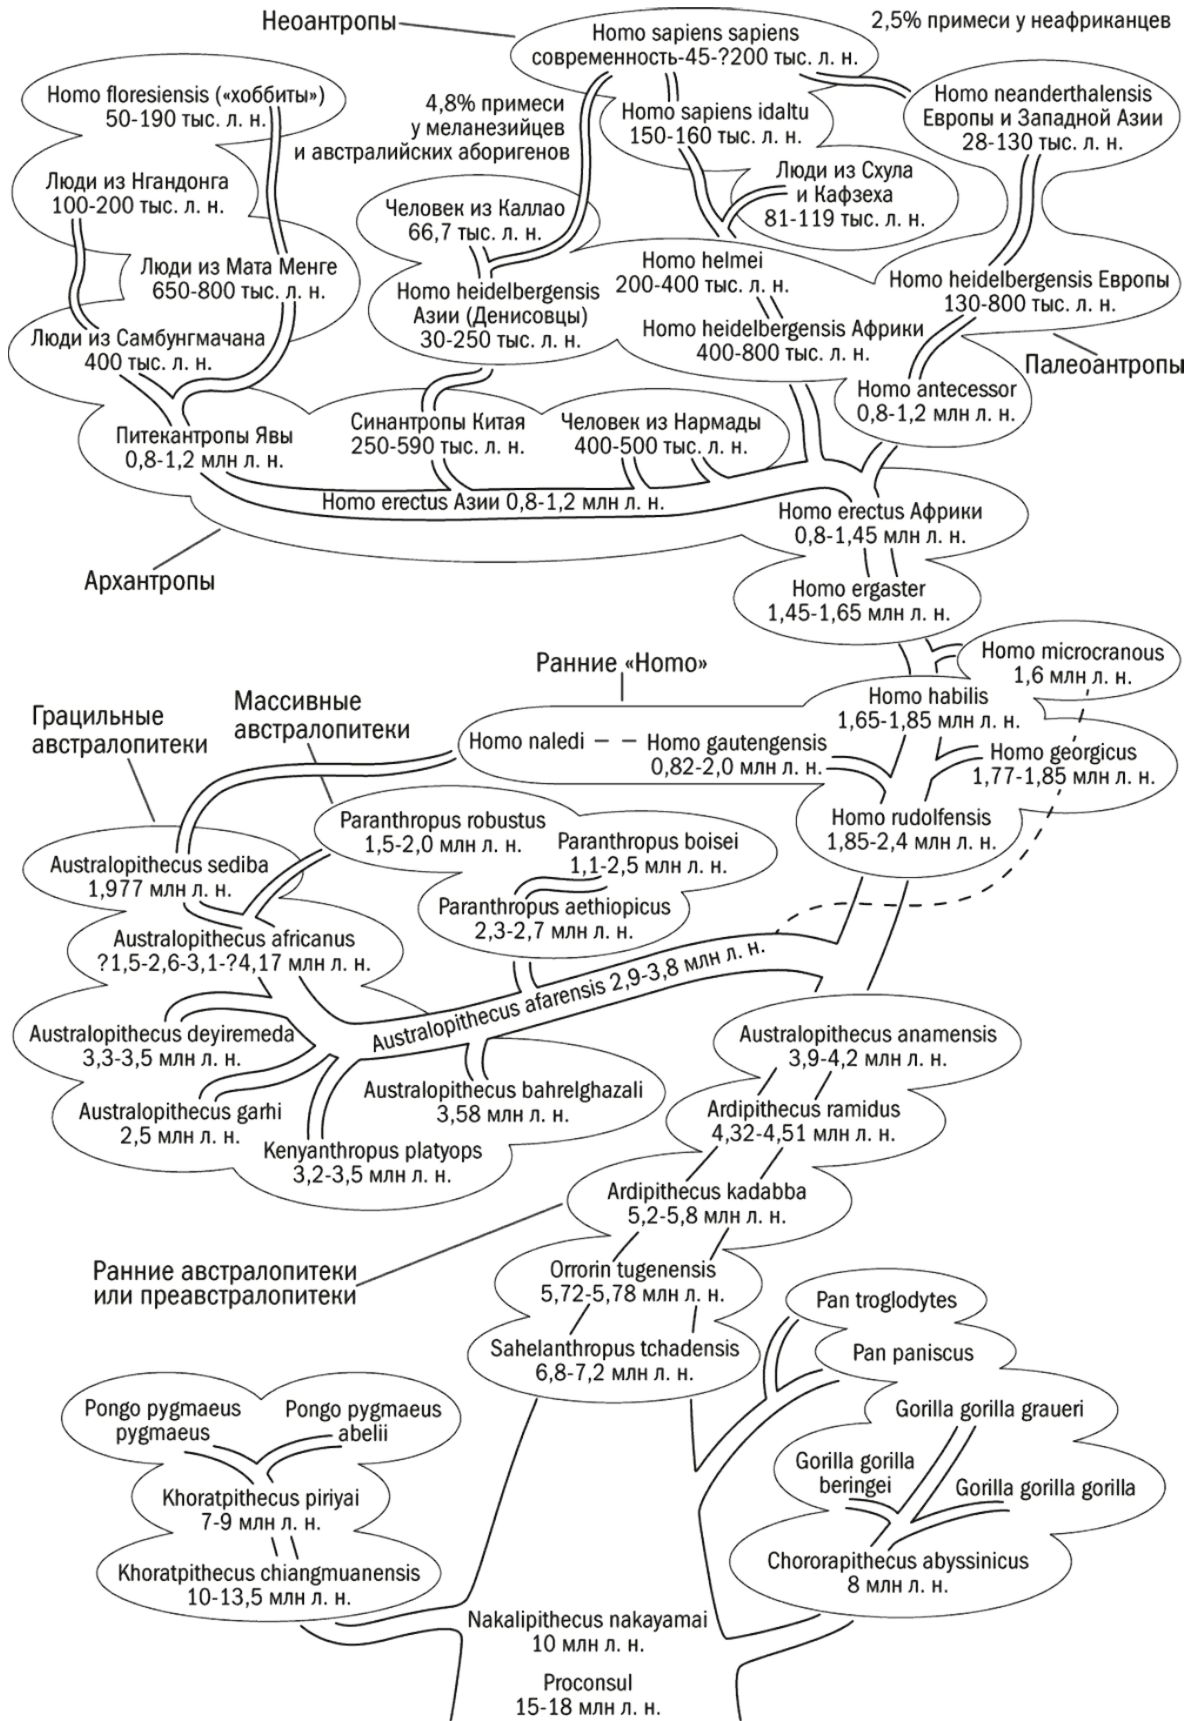 Неоантропы
Homo sapiens sapiens
современность-45-?200 тыс. л. н.
2,5% примеси у неафриканцев
Homo floresiensis («хоббиты»)
50-190 тыс. л. н.
4,8% примеси
у меланезийцев
и австралийских аборигенов
Homo sapiens idaltu
150-160 тыс. л. н.
Homo neanderthalensis
Европы и Западной Азии
28-130 тыс. л. н.
Люди из Нгандонга
100-200 тыс. л. н.
Человек из Каллао
66,7 тыс. л. н.
Люди из Схула
и Кафзеха
81-119 тыс. л. н.
Люди из Мата Менге
650-800 тыс. л. н.
Homo heidelbergensis
Азии (Денисовцы)
30-250 тыс. л. н.
Homo helmei
200-400 тыс. л. н.
Homo heidelbergensis Европы
130-800 тыс. л. н.
Люди из Самбунгмачана
400 тыс. л. н.
Homo heidelbergensis Африки
400-800 тыс. л. н.
Палеоантропы
Homo antecessor
0,8-1,2 млн л. н.
Питекантропы Явы
0,8-1,2 млн л. н.
Синантропы Китая
250-590 тыс. л. н.
Человек из Нармады
400-500 тыс. л. н.
Homo erectus Азии 0,8-1,2 млн л. н.
Homo erectus Африки
0,8-1,45 млн л. н.
Архантропы
Homo ergaster
1,45-1,65 млн л. н.
Ранние «Homo»
Homo microcranous
1,6 млн л. н.
Homo habilis
1,65-1,85 млн л. н.
Грацильные
австралопитеки
Массивные
австралопитеки
Homo naledi
Homo gautengensis
0,82-2,0 млн л. н.
Homo georgicus
1,77-1,85 млн л. н.
Homo rudolfensis
1,85-2,4 млн л. н.
Paranthropus robustus
1,5-2,0 млн л. н.
Paranthropus boisei
1,1-2,5 млн л. н.
Australopithecus sediba
1,977 млн л. н.
Paranthropus aethiopicus
2,3-2,7 млн л. н.
Australopithecus africanus
?1,5-2,6-3,1-?4,17 млн л. н.
Australopithecus afarensis 2,9-3,8 млн л. н.
Australopithecus deyiremeda
3,3-3,5 млн л. н.
Australopithecus anamensis
3,9-4,2 млн л. н.
Australopithecus bahrelghazali
3,58 млн л. н.
Australopithecus garhi
2,5 млн л. н.
Ardipithecus ramidus
4,32-4,51 млн л. н.
Kenyanthropus platyops
3,2-3,5 млн л. н.
Ardipithecus kadabba
5,2-5,8 млн л. н.
Ранние австралопитеки
или преавстралопитеки
Orrorin tugenensis
5,72-5,78 млн л. н.
Pan troglodytes
Sahelanthropus tchadensis
6,8-7,2 млн л. н.
Pan paniscus
Pongo pygmaeus
pygmaeus
Pongo pygmaeus
abelii
Gorilla gorilla graueri
Gorilla gorilla
beringei
Gorilla gorilla gorilla
Khoratpithecus piriyai
7-9 млн л. н.
Khoratpithecus chiangmuanensis
10-13,5 млн л. н.
Chororapithecus abyssinicus
8 млн л. н.
Nakalipithecus nakayamai
10 млн л. н.
Proconsul
15-18 млн л. н.